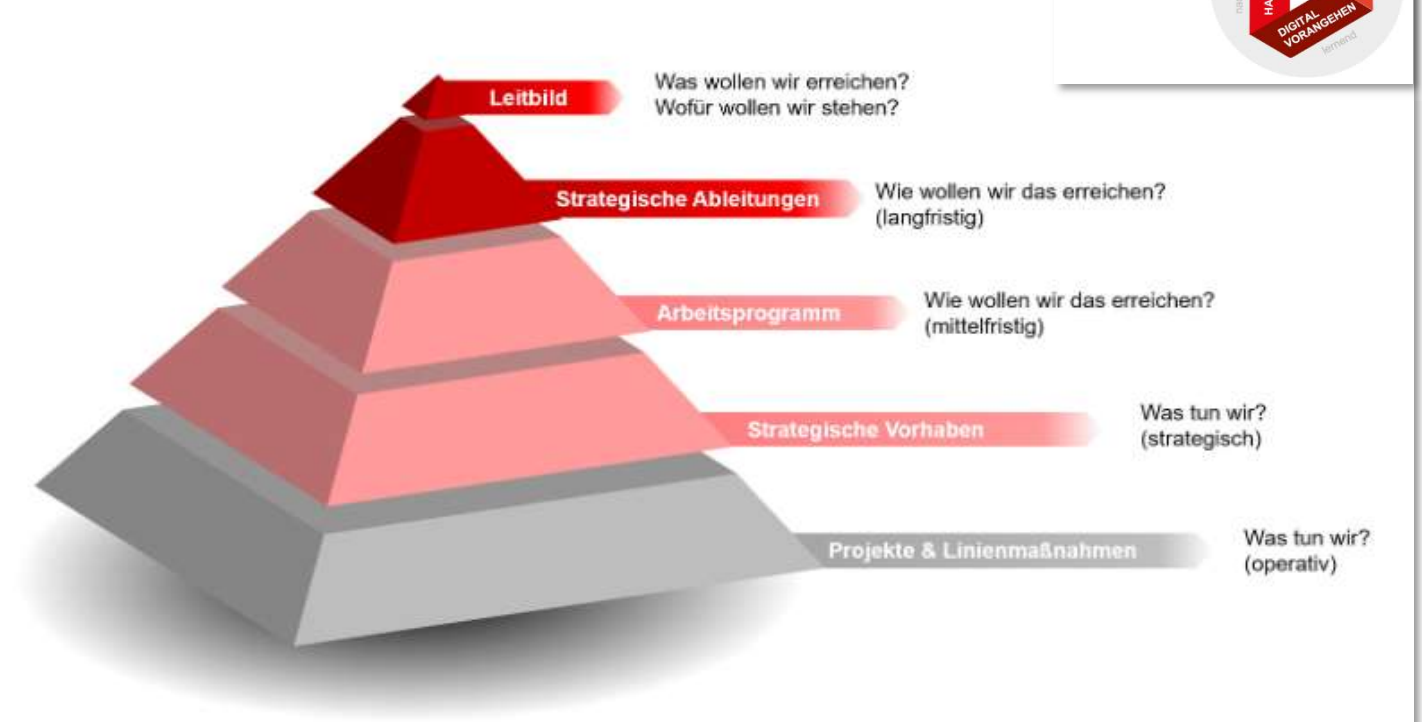 DIGITAL
VORANGEHEN
lernend
Leitbild
Was wollen wir erreichen?
Wofür wollen wir stehen?
Strategische Ableitungen
Wie wollen wir das erreichen?
(langfristig)
Arbeitsprogramm
Wie wollen wir das erreichen?
(mittelfristig)
Strategische Vorhaben
Was tun wir?
(strategisch)
Projekte & Linienmaßnahmen
Was tun wir?
(operativ)